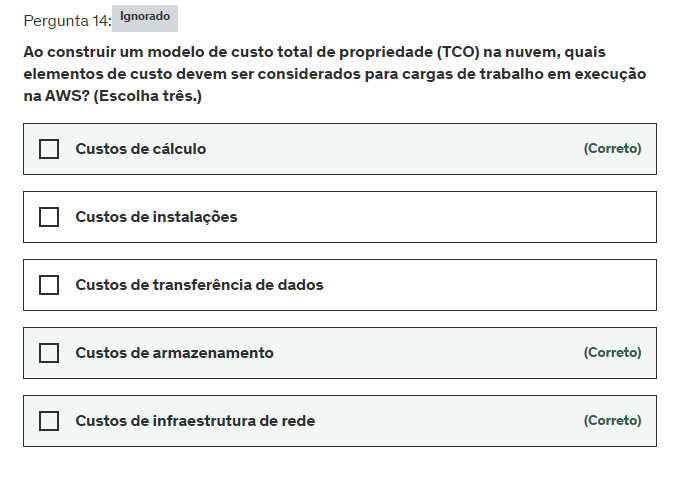 Pergunta 14: Ignorado
Ao construir um modelo de custo total de propriedade (TCO) na nuvem, quais
elementos de custo devem ser considerados para cargas de trabalho em execução
na AWS? (Escolha três.)
Custos de cálculo (Correto)
Custos de instalações
Custos de transferência de dados
Custos de armazenamento (Correto)
Custos de infraestrutura de rede (Correto)